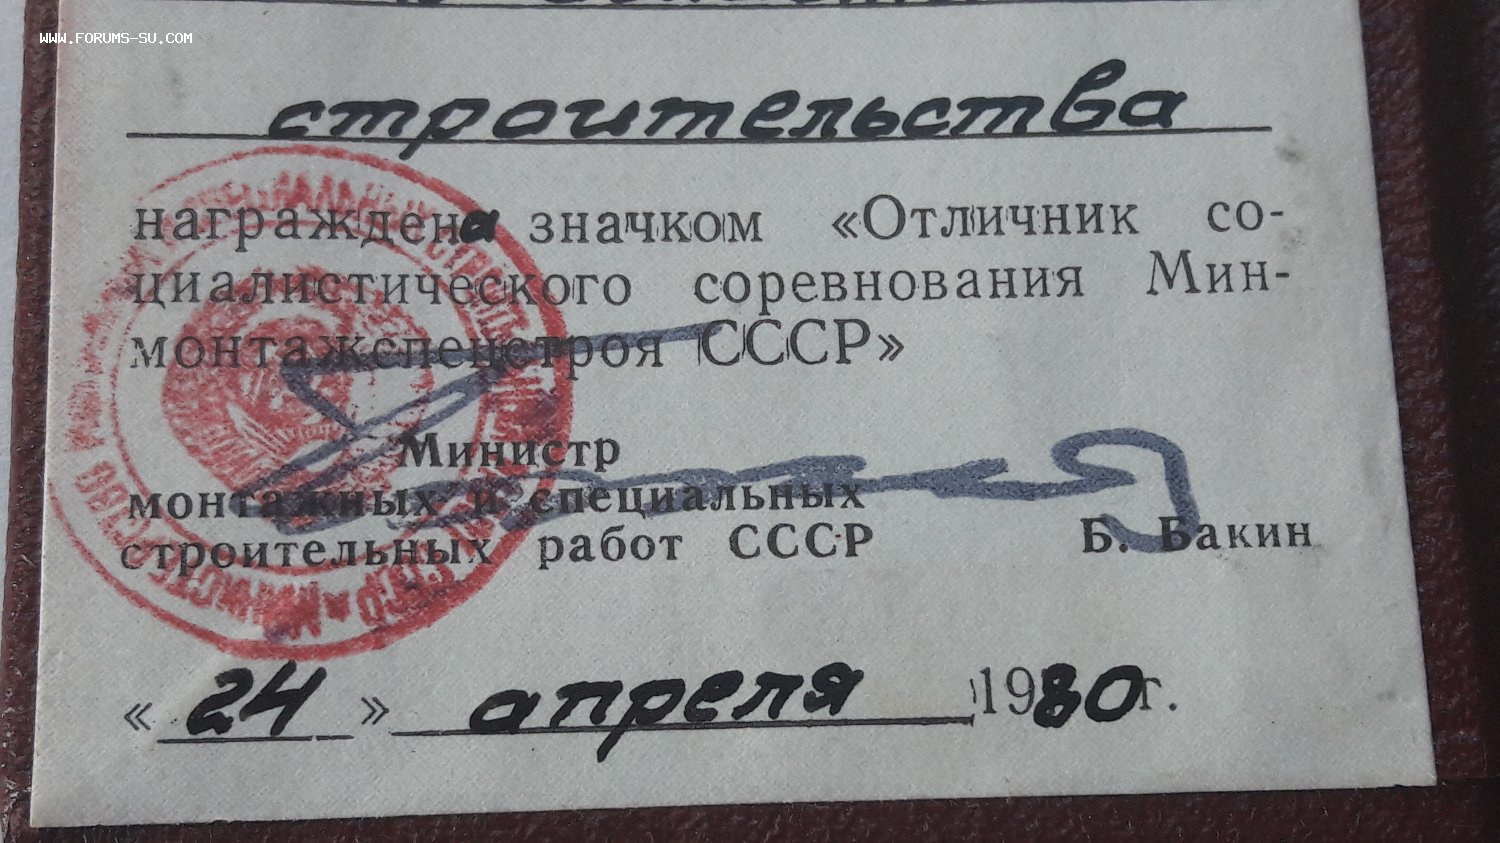 WWW.FORUMS-SU.COM
строительства
награждена значком «Отличник со-
циалистического соревнования Мин-
монтажспецстроя СССР»
Министр
монтажных и специальных
строительных работ СССР Б. Бакин
«24» апреля 1980 г.